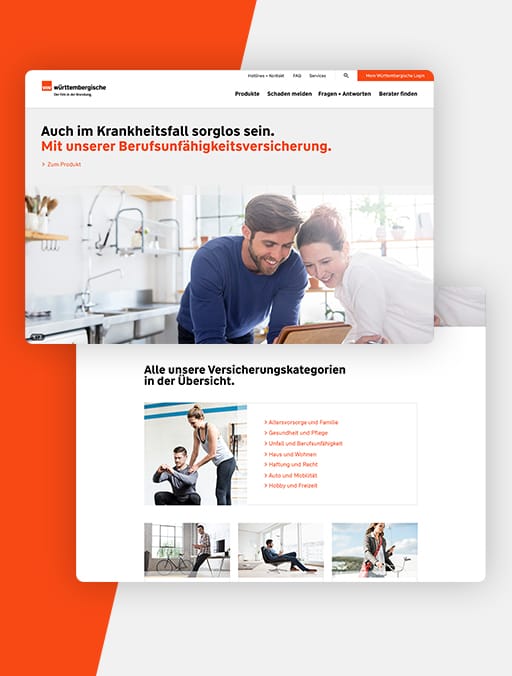 Hotlines + Kontakt FAQ Services Meine Württembergische Login
württembergische
Der Fels in der Brandung.
Produkte Schaden melden Fragen + Antworten Berater finden
Auch im Krankheitsfall sorglos sein.
Mit unserer Berufsunfähigkeitsversicherung.
> Zum Produkt
Alle unsere Versicherungskategorien
in der Übersicht.
> Altersvorsorge und Familie
> Gesundheit und Pflege
> Unfall und Berufsunfähigkeit
> Haus und Wohnen
> Haftung und Recht
> Auto und Mobilität
> Hobby und Freizeit